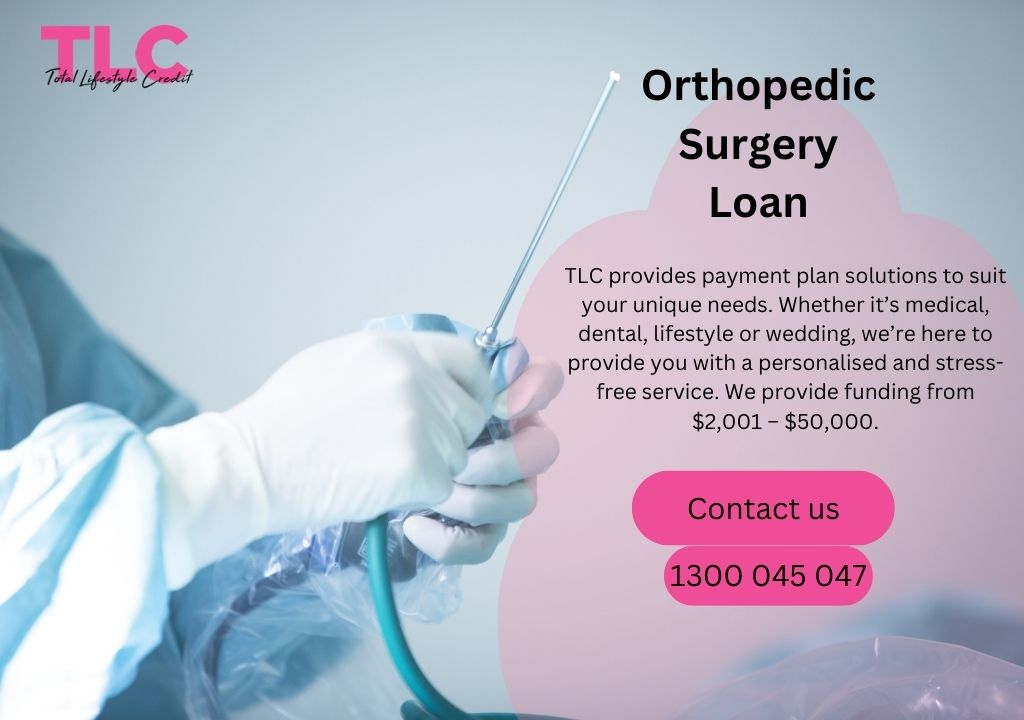 TLC
Total Lifestyle Credit
Orthopedic
Surgery
Loan
TLC provides payment plan solutions to suit
your unique needs. Whether it’s medical,
dental, lifestyle or wedding, we’re here to
provide you with a personalised and stress-
free service. We provide funding from
$2,001 – $50,000.
Contact us
1300 045 047